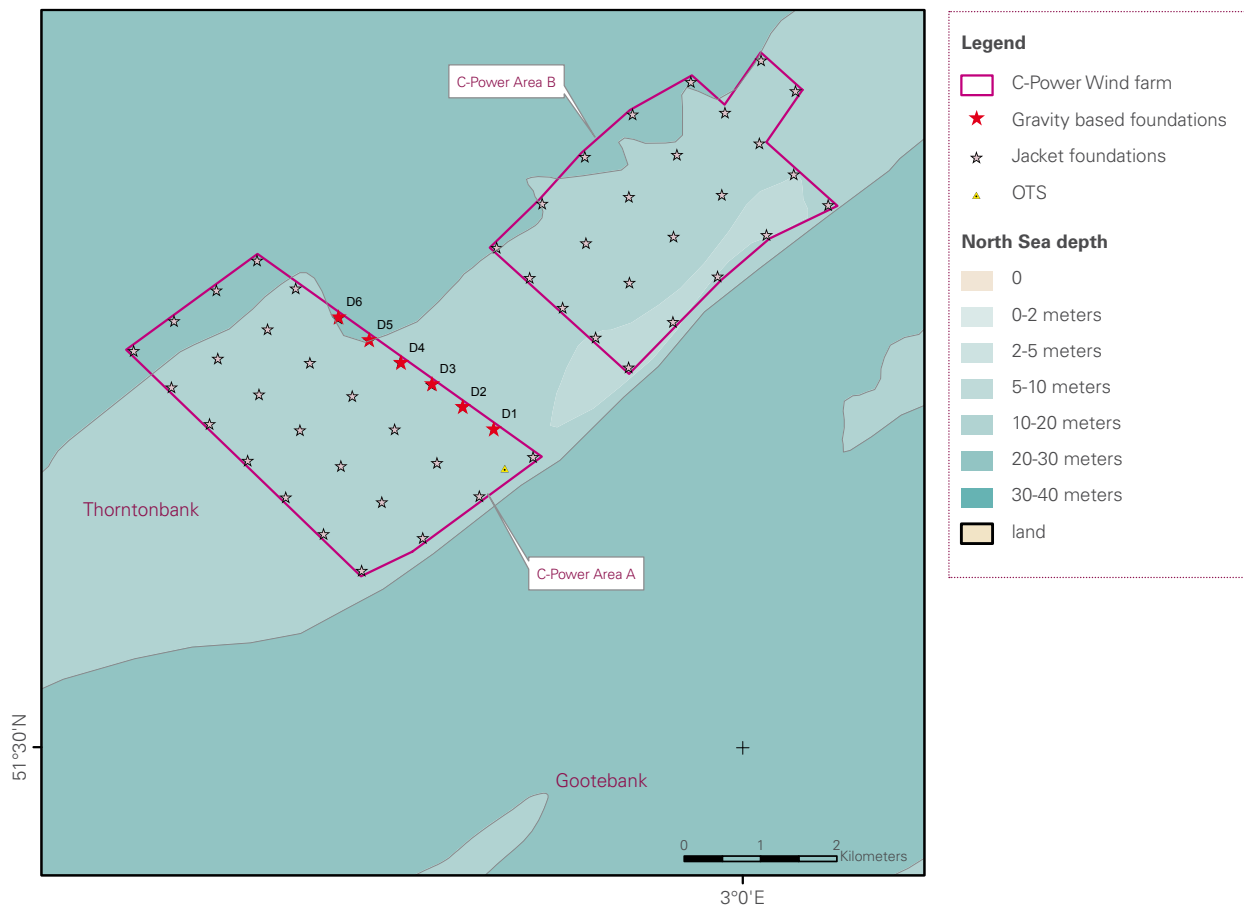 C-Power Area B
D6
D5
D4
D3
D2
D1
Thorntonbank
C-Power Area A
51°30'N
Gootebank
0 1 2
Kilometers
3°0'E
Legend
C-Power Wind farm
Gravity based foundations
Jacket foundations
OTS
North Sea depth
0
0-2 meters
2-5 meters
5-10 meters
10-20 meters
20-30 meters
30-40 meters
land